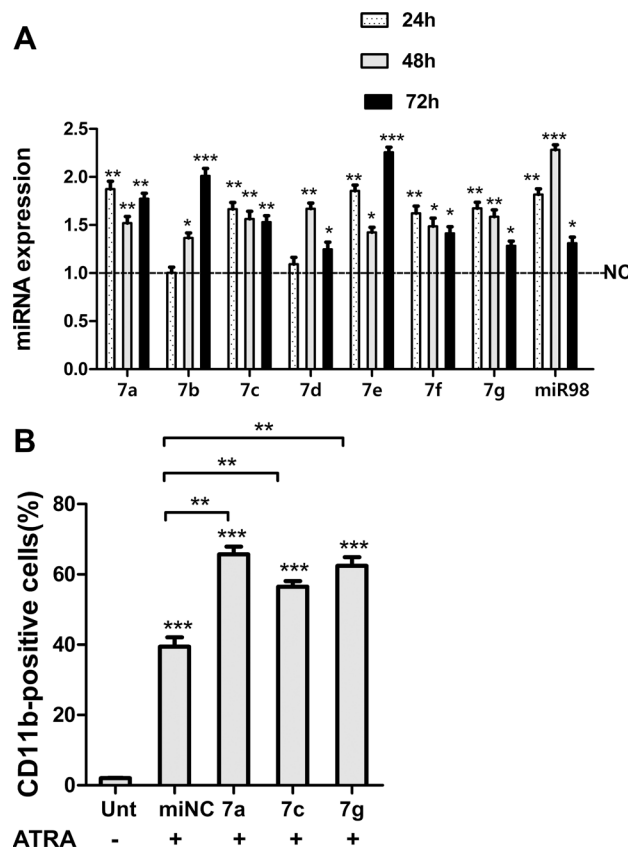 A
24h
48h
72h
miRNA expression
2.5
2.0
1.5
1.0
0.5
0.0
** ** **
* ***
** ** **
** *
** * ***
** * *
** ** *
** *** *
NC
7a 7b 7c 7d 7e 7f 7g miR98
B
CD11b-positive cells(%)
80
60
40
20
0
**
**
**
*** *** *** ***
Unt miNC 7a 7c 7g
ATRA - + + + +